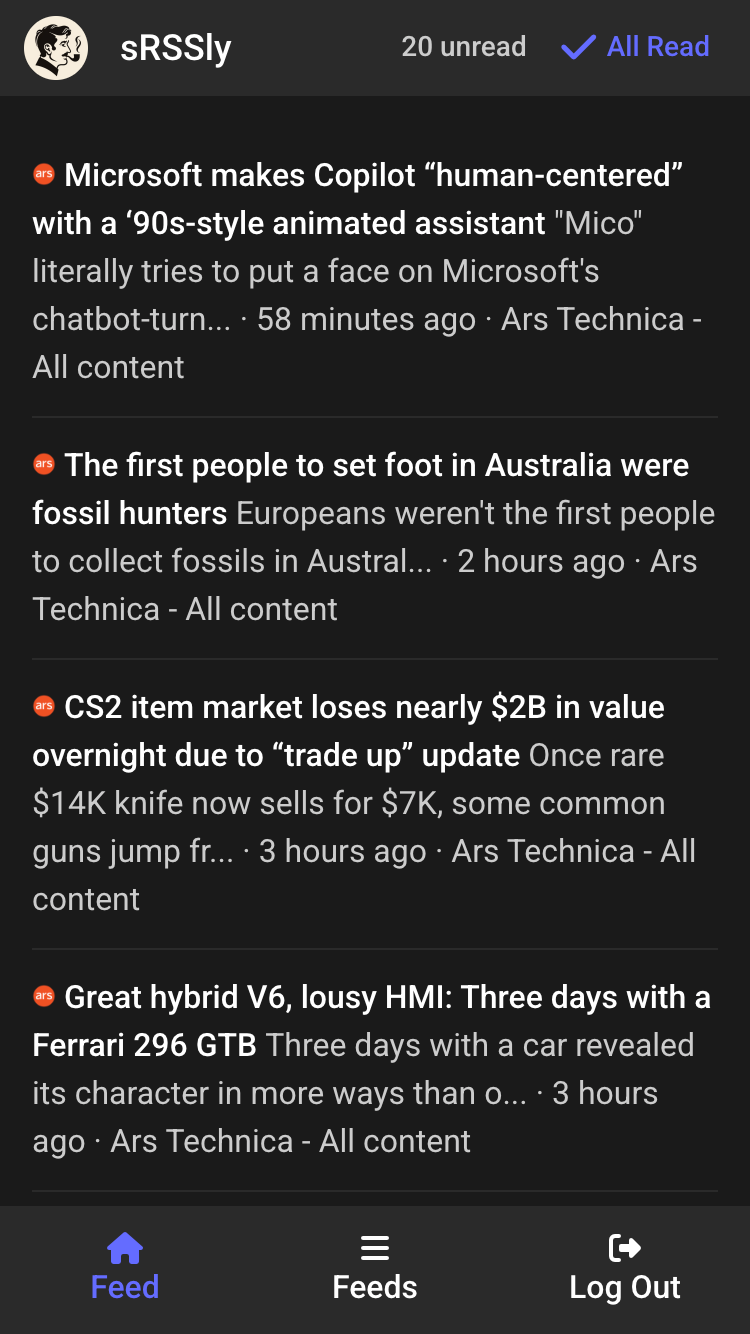 sRSSly 20 unread All Read
ars Microsoft makes Copilot “human-centered”
with a ‘90s-style animated assistant "Mico"
literally tries to put a face on Microsoft's
chatbot-turn... · 58 minutes ago · Ars Technica -
All content
ars The first people to set foot in Australia were
fossil hunters Europeans weren't the first people
to collect fossils in Austral... · 2 hours ago · Ars
Technica - All content
ars CS2 item market loses nearly $2B in value
overnight due to “trade up” update Once rare
$14K knife now sells for $7K, some common
guns jump fr... · 3 hours ago · Ars Technica - All
content
ars Great hybrid V6, lousy HMI: Three days with a
Ferrari 296 GTB Three days with a car revealed
its character in more ways than o... · 3 hours
ago · Ars Technica - All content
Feed Feeds Log Out